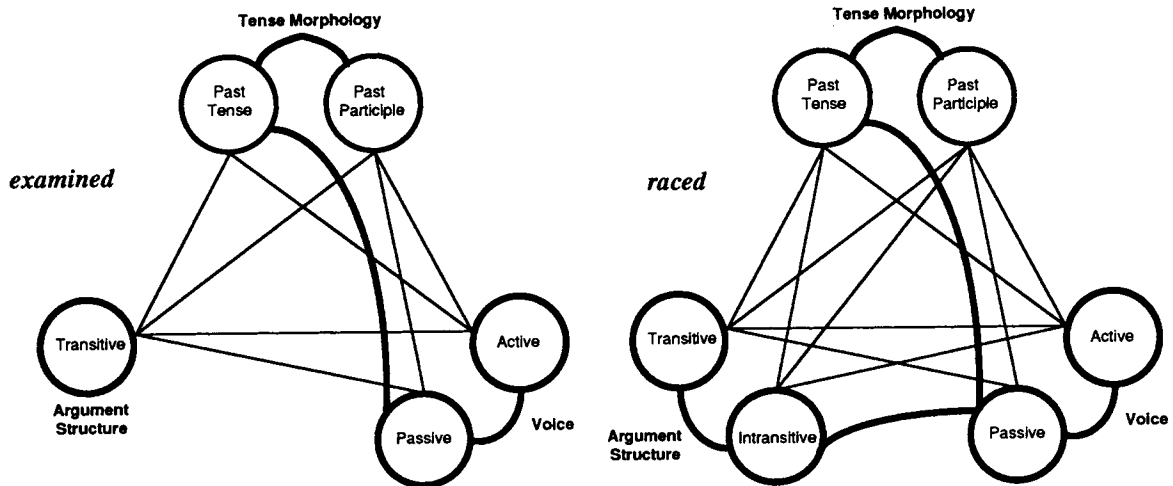 Tense Morphology
Past
Tense
Past
Participle
examined
Transitive
Active
Argument
Structure
Passive
Voice
Tense Morphology
Past
Tense
Past
Participle
raced
Transitive
Active
Argument
Structure
Intransitive
Passive
Voice